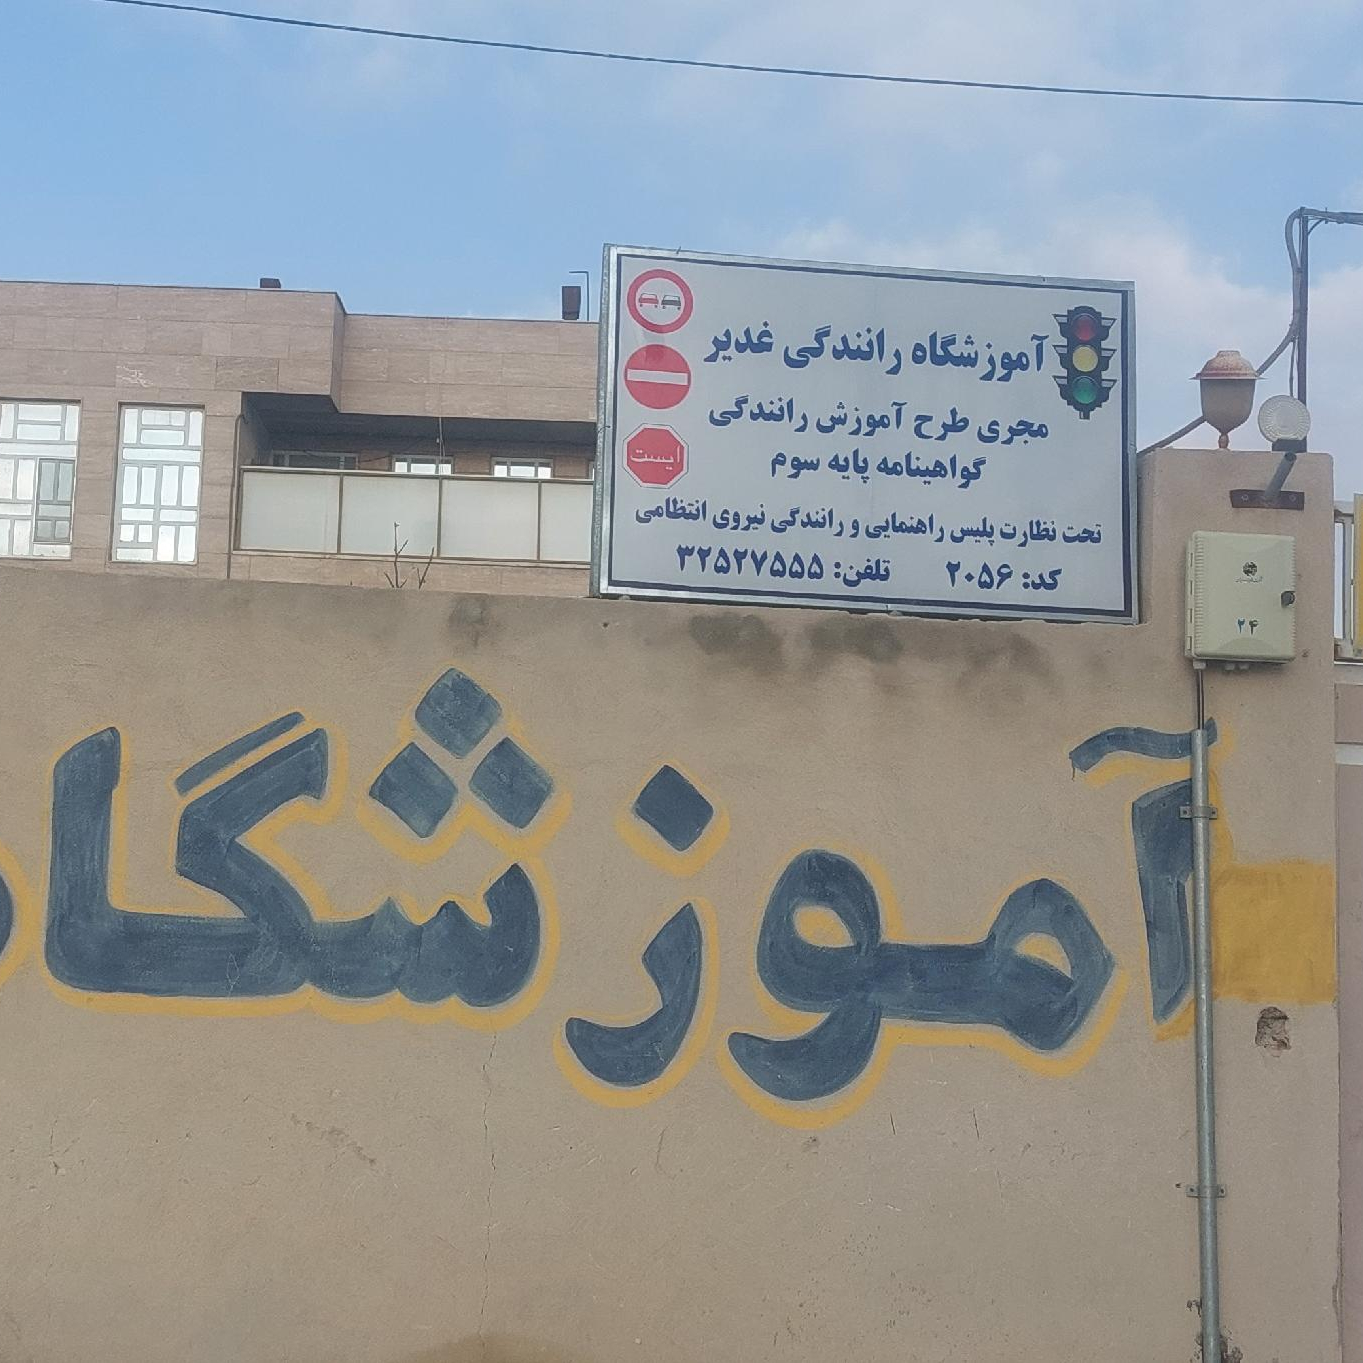 آموزشگاه رانندگی غدیر
مجری طرح آموزش رانندگی
گواهینامه پایه سوم
تحت نظارت پلیس راهنمایی و رانندگی نیروی انتظامی
کد: ۲۰۵۶ تلفن: ۳۲۵۲۷۵۵۵
ایست
۲۴
آموزشگاه